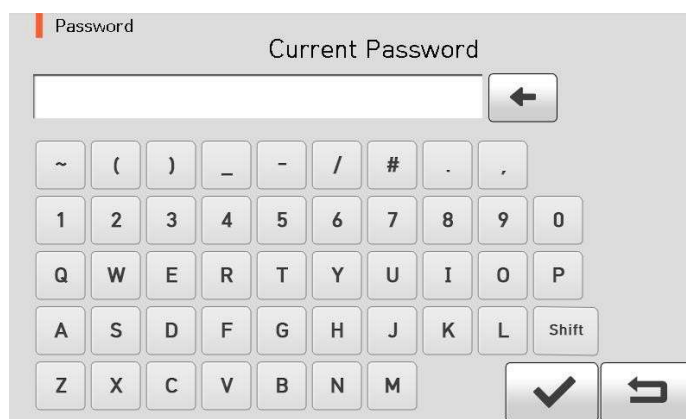 Password
Current Password
~ ( ) _ - / # . ,
1 2 3 4 5 6 7 8 9 0
Q W E R T Y U I O P
A S D F G H J K L Shift
Z X C V B N M